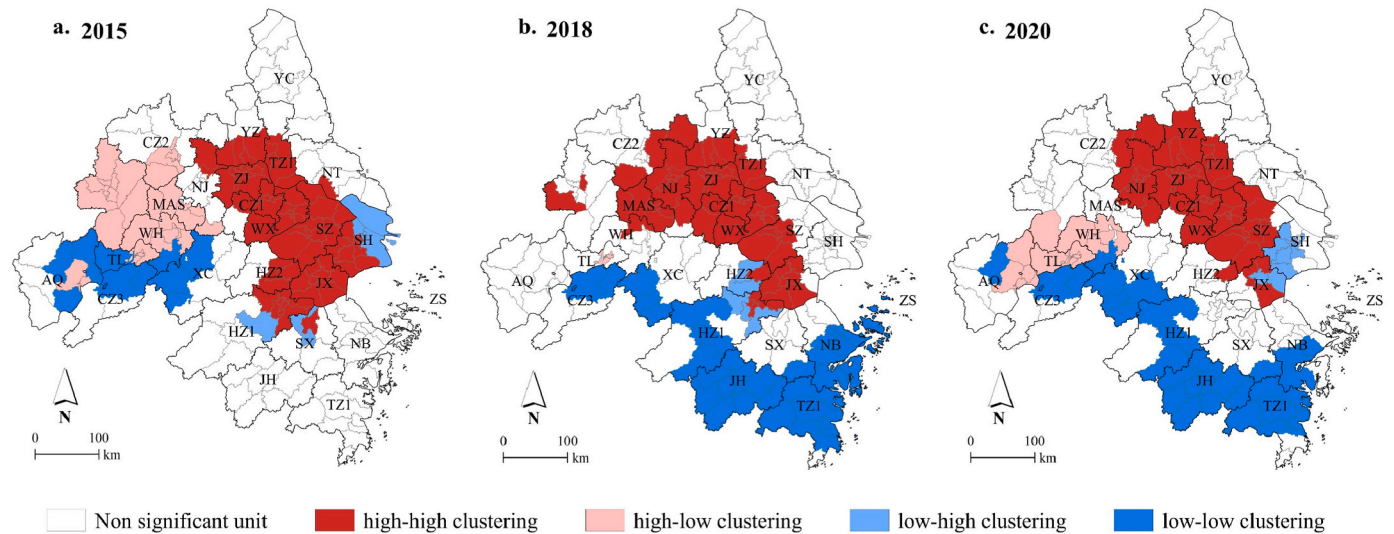 a. 2015
YC
CZ2
YZ
TZ1
NT
NJ
ZJ
MAS
CZ1
WH
WX
SZ
SH
TL
XC
AQ
HZ2
JX
CZ3
ZS
HZ1
SX
NB
JH
TZ1
N
0 100
km
b. 2018
YC
CZ2
YZ
TZ1
NT
NJ
ZJ
MAS
CZ1
WH
WX
SZ
SH
TL
XC
AQ
HZ2
JX
CZ3
ZS
HZ1
SX
NB
JH
TZ1
N
0 100
km
c. 2020
YC
CZ2
YZ
TZ1
NT
NJ
ZJ
MAS
CZ1
WH
WX
SZ
SH
TL
XC
AQ
HZ2
JX
CZ3
ZS
HZ1
SX
NB
JH
TZ1
N
0 100
km
Non significant unit
high-high clustering
high-low clustering
low-high clustering
low-low clustering